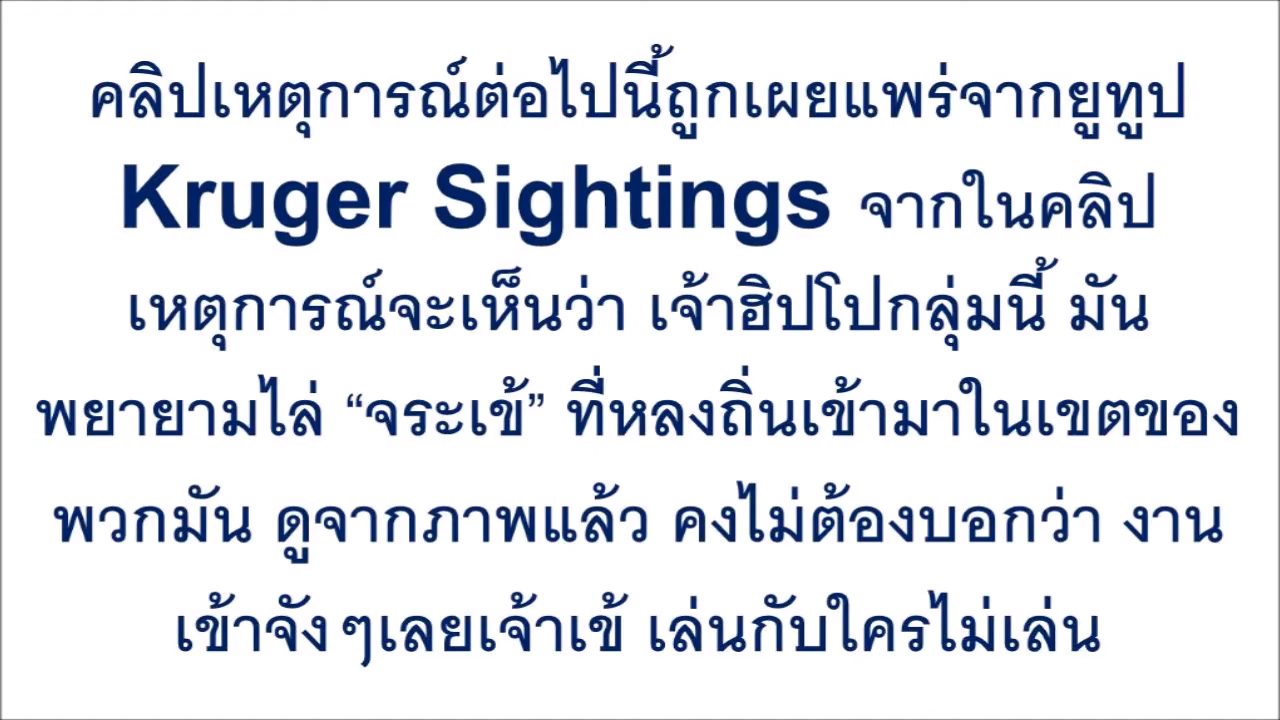 คลิปเหตุการณ์ต่อไปนี้ถูกเผยแพร่จากยูทูป
Kruger Sightings จากในคลิป
เหตุการณ์จะเห็นว่า เจ้าฮิปโปกลุ่มนี้ มัน
พยายามไล่ “จระเข้” ที่หลงถิ่นเข้ามาในเขตของ
พวกมัน ดูจากภาพแล้ว คงไม่ต้องบอกว่า งาน
เข้าจังๆเลยเจ้าเข้ เล่นกับใครไม่เล่น